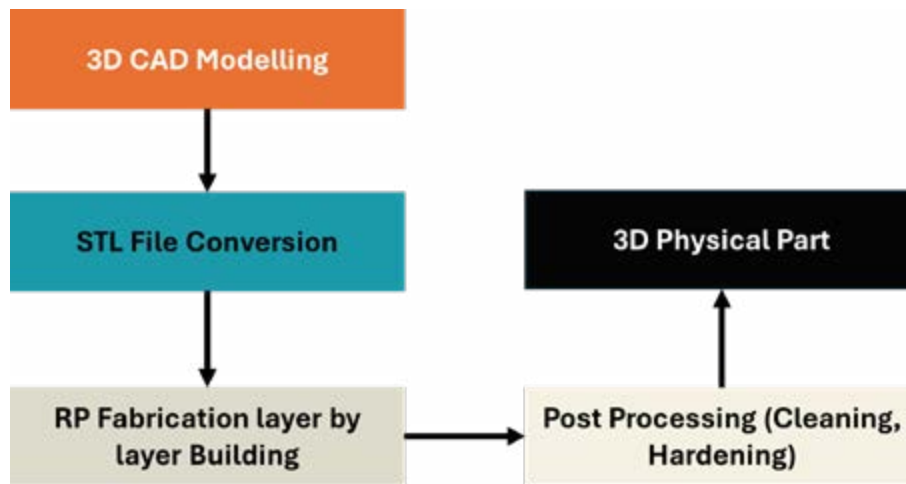 3D CAD Modelling
STL File Conversion
3D Physical Part
RP Fabrication layer by
layer Building
Post Processing (Cleaning,
Hardening)